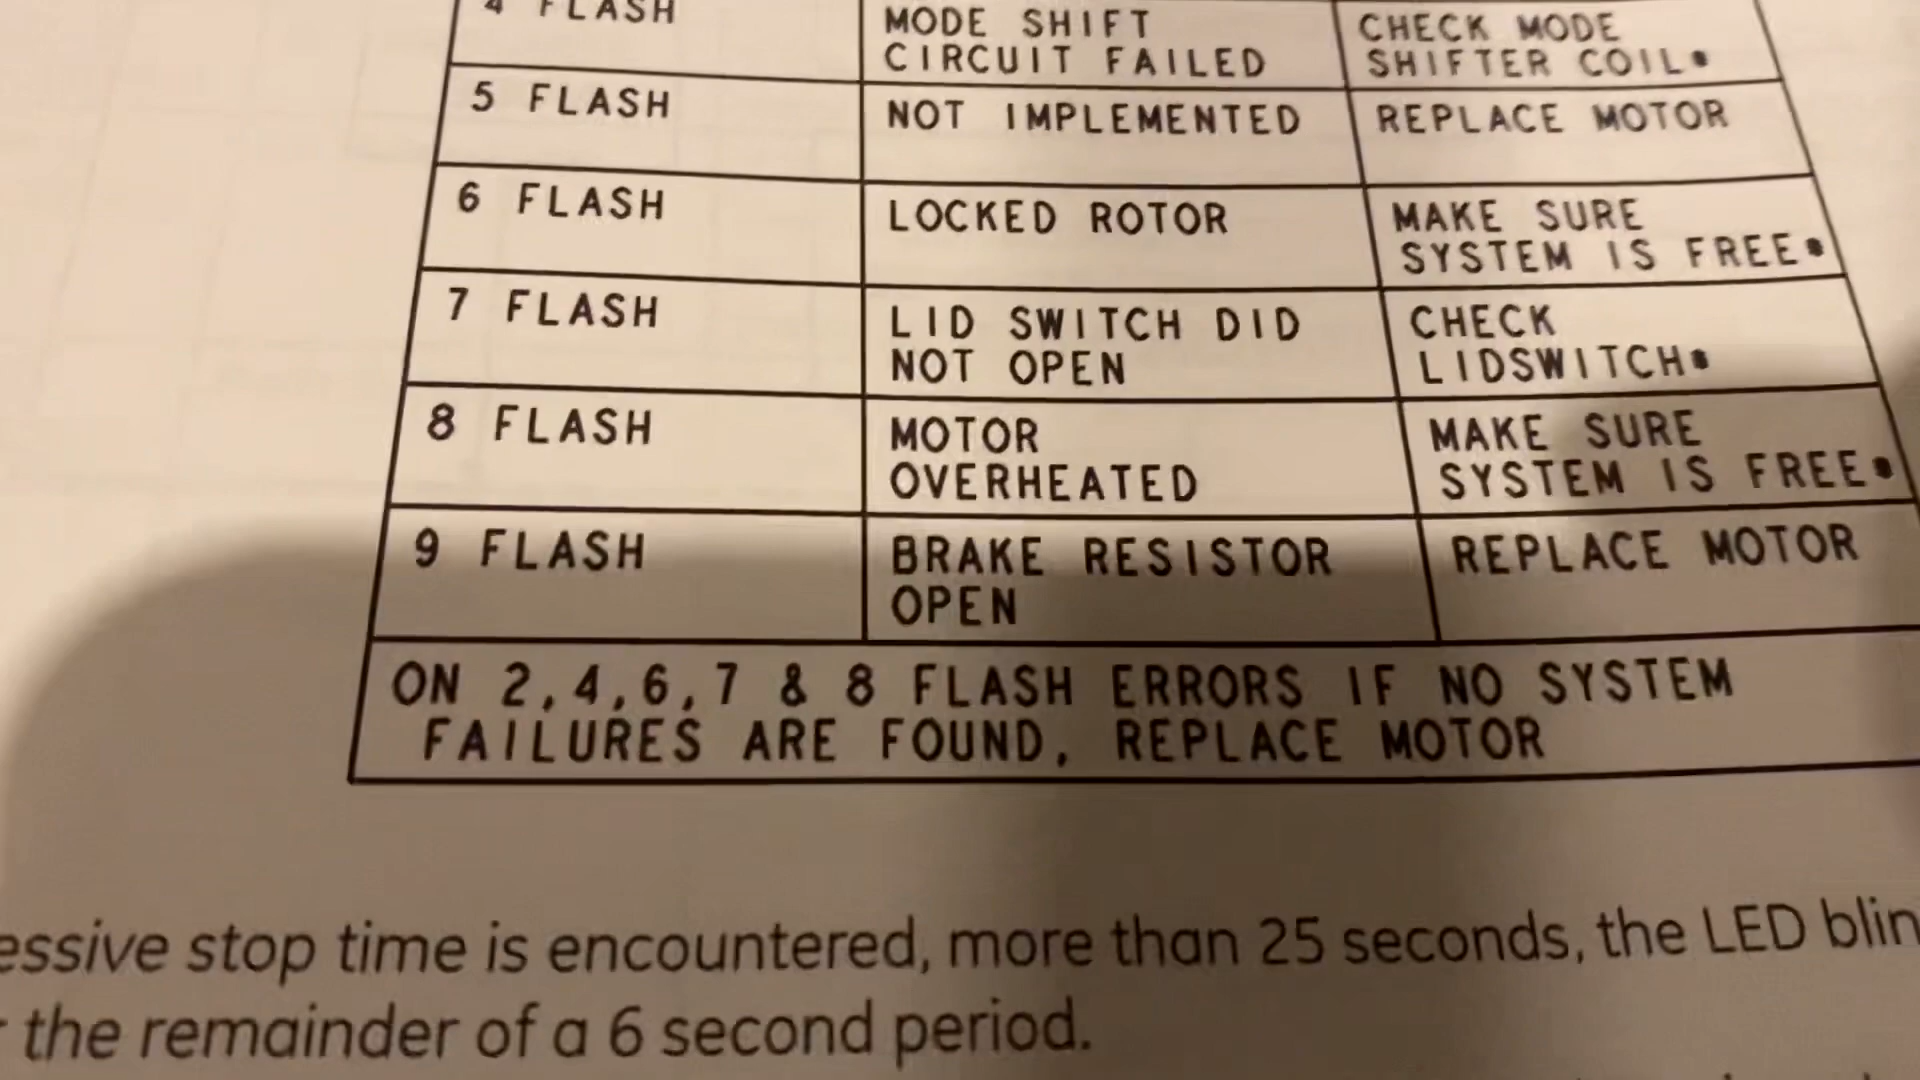 4 FLASH
MODE SHIFT
CIRCUIT FAILED
CHECK MODE
SHIFTER COIL•
5 FLASH
NOT IMPLEMENTED
REPLACE MOTOR
6 FLASH
LOCKED ROTOR
MAKE SURE
SYSTEM IS FREE•
7 FLASH
LID SWITCH DID
NOT OPEN
CHECK
LIDSWITCH•
8 FLASH
MOTOR
OVERHEATED
MAKE SURE
SYSTEM IS FREE•
9 FLASH
BRAKE RESISTOR
OPEN
REPLACE MOTOR
ON 2,4,6,7 & 8 FLASH ERRORS IF NO SYSTEM
FAILURES ARE FOUND, REPLACE MOTOR
essive stop time is encountered, more than 25 seconds, the LED blin
the remainder of a 6 second period.